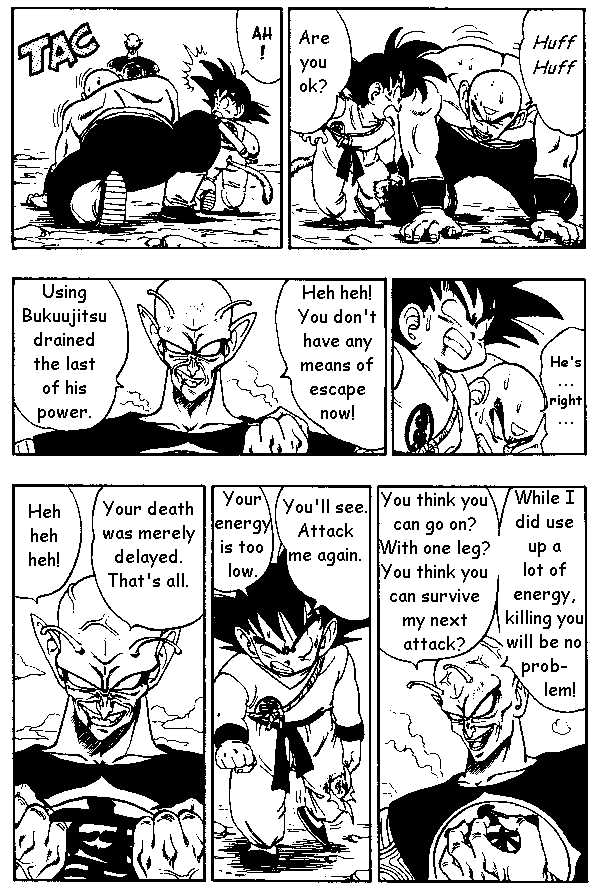 TAC
AH
!
Are
you
ok?
Huff
Huff
Using
Bukuujitsu
drained
the last
of his
power.
Heh heh!
You don't
have any
means of
escape
now!
He's
...
right
...
Heh
heh
heh!
Your death
was merely
delayed.
That's all.
Your
energy
is too
low.
You'll see.
Attack
me again.
You think you
can go on?
With one leg?
You think you
can survive
my next
attack?
While I
did use
up a
lot of
energy,
killing you
will be no
prob-
lem!